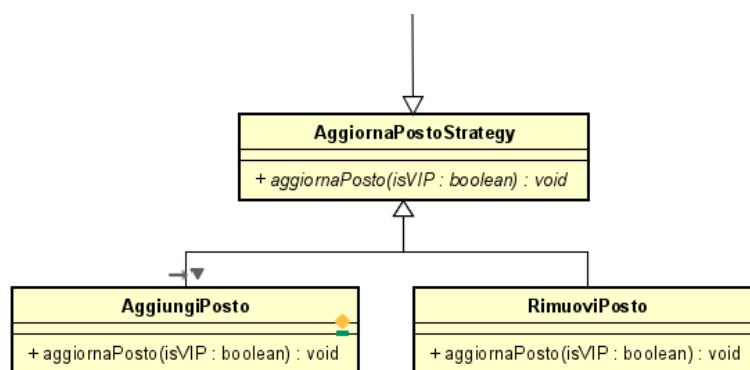 AggiornaPostoStrategy
+ aggiornaPosto(isVIP : boolean) : void
AggiungiPosto
RimuoviPosto
+ aggiornaPosto(isVIP : boolean) : void
+ aggiornaPosto(isVIP : boolean) : void